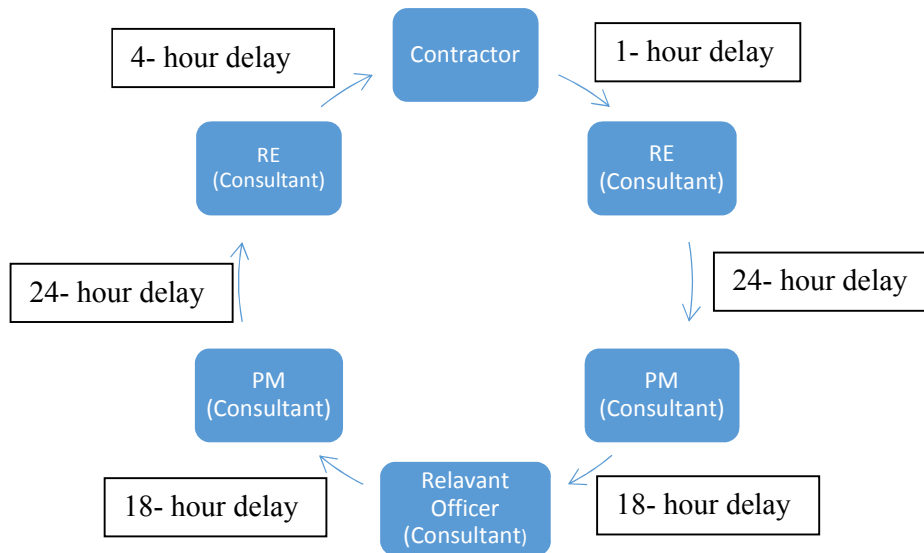 4- hour delay
Contractor
1- hour delay
RE
(Consultant)
RE
(Consultant)
24- hour delay
24- hour delay
PM
(Consultant)
PM
(Consultant)
18- hour delay
Relavant
Officer
(Consultant)
18- hour delay